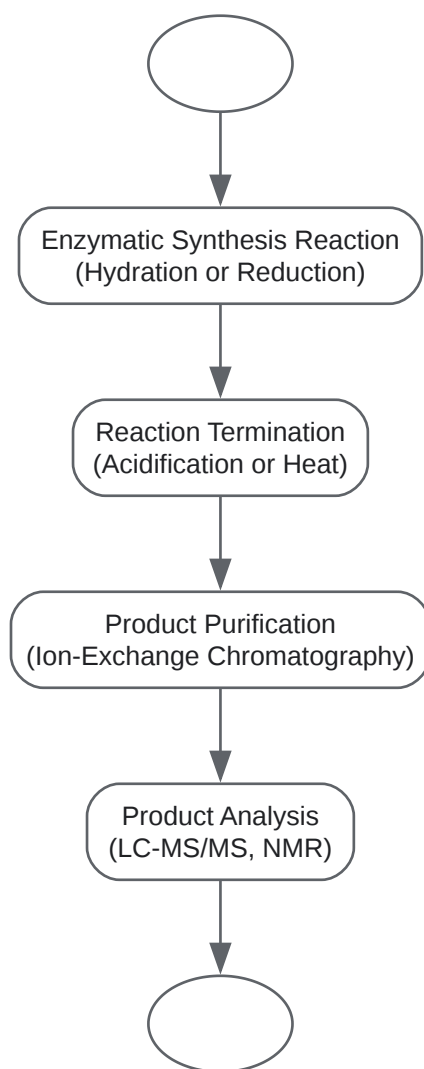 Enzymatic Synthesis Reaction
(Hydration or Reduction)
Reaction Termination
(Acidification or Heat)
Product Purification
(Ion-Exchange Chromatography)
Product Analysis
(LC-MS/MS, NMR)